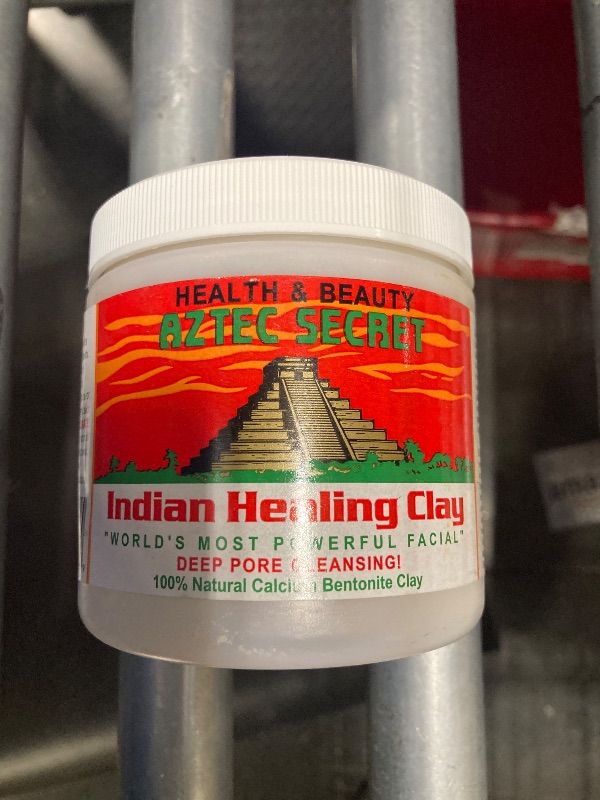 HEALTH & BEAUTY
AZTEC SECRET
Indian Healing Clay
"WORLD'S MOST POWERFUL FACIAL"
DEEP PORE CLEANSING!
100% Natural Calcium Bentonite Clay